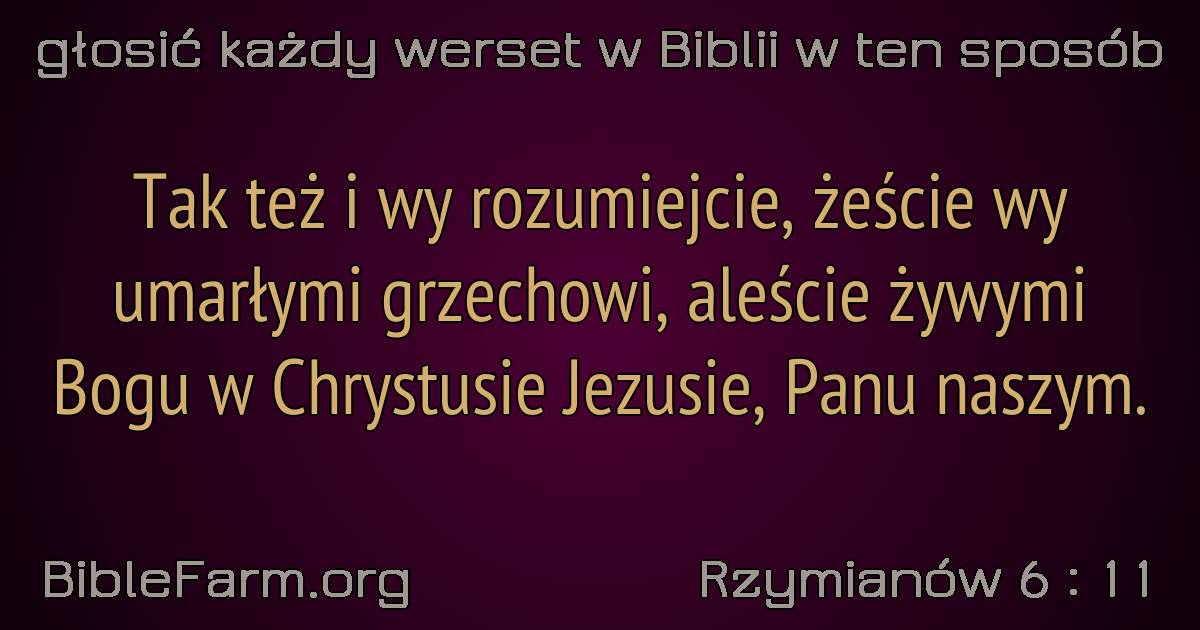 głosić każdy werset w Biblii w ten sposób
Tak też i wy rozumiejcie, żeście wy
umarłymi grzechowi, aleście żywymi
Bogu w Chrystusie Jezusie, Panu naszym.
BibleFarm.org
Rzymianów 6 : 11